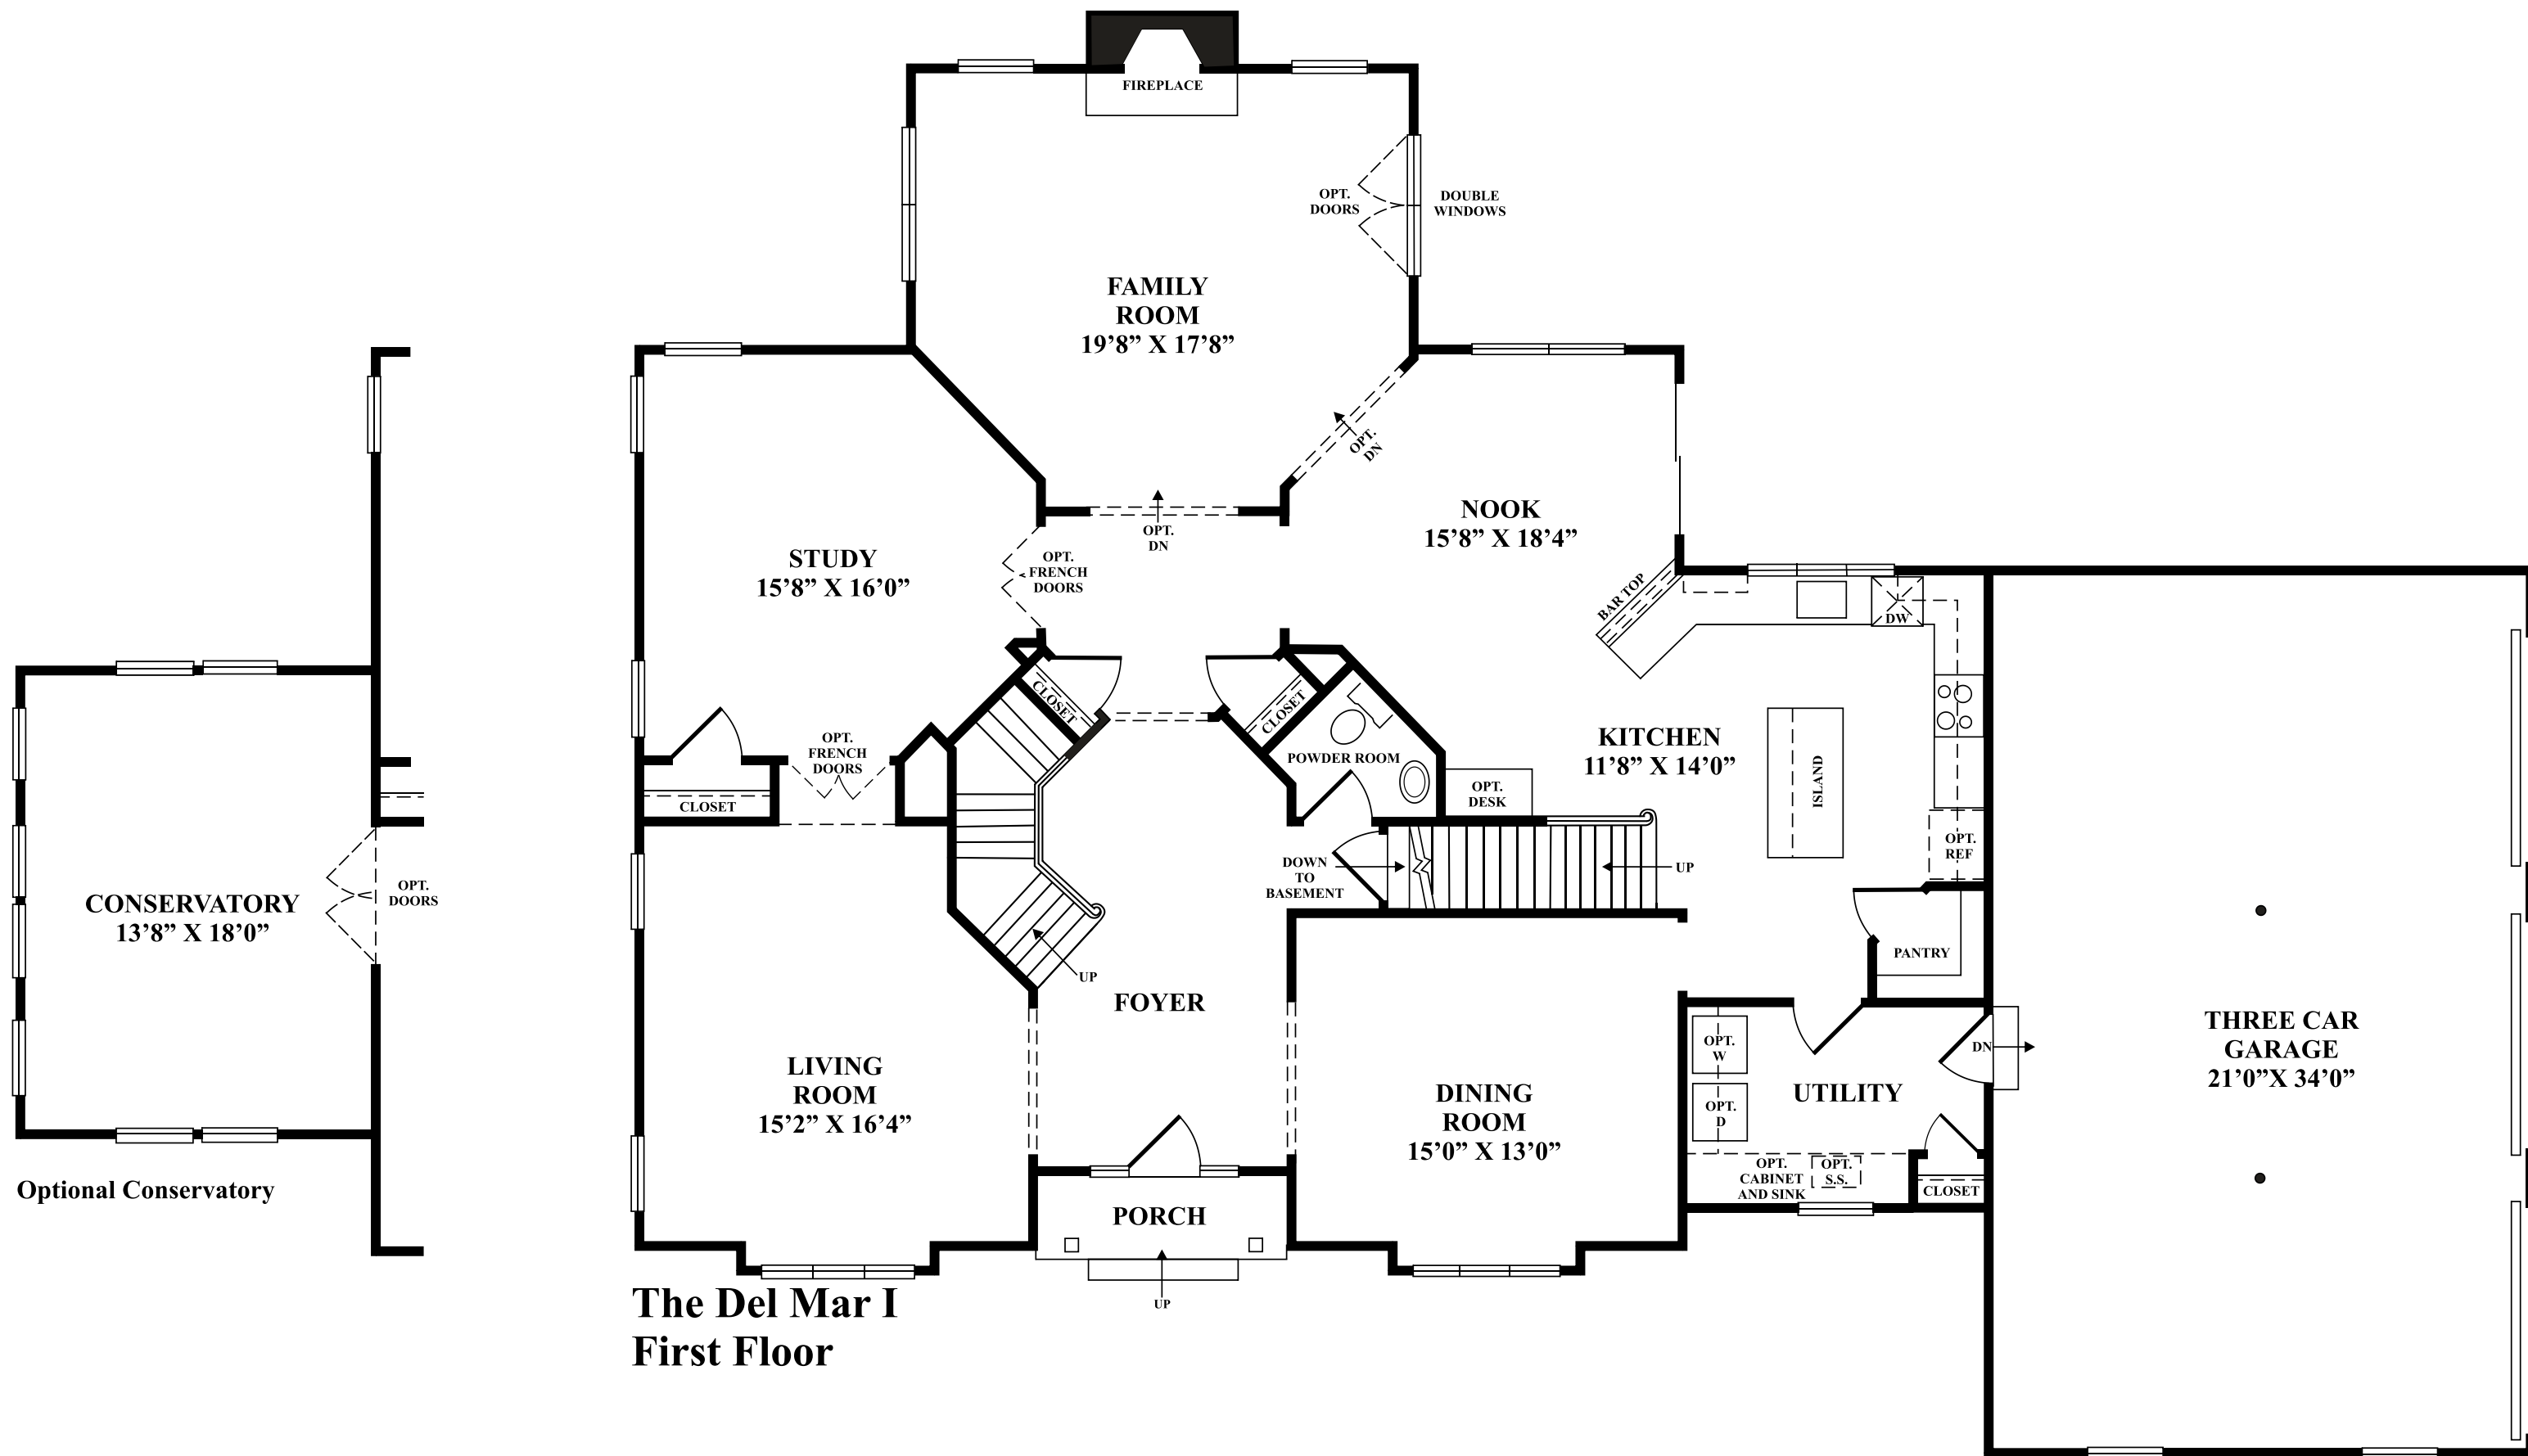 FIREPLACE
OPT.
DOORS
DOUBLE
WINDOWS
FAMILY
ROOM
19’8” X 17’8”
OPT.
DN
OPT.
DN
NOOK
15’8” X 18’4”
STUDY
15’8” X 16’0”
OPT.
FRENCH
DOORS
BAR TOP
DW
CLOSET
CLOSET
OPT.
FRENCH
DOORS
POWDER ROOM
KITCHEN
11’8” X 14’0”
ISLAND
OPT.
DESK
CLOSET
OPT.
REF
DOWN
TO
BASEMENT
UP
CONSERVATORY
13’8” X 18’0”
OPT.
DOORS
PANTRY
UP
FOYER
THREE CAR
GARAGE
21’0”X 34’0”
OPT.
W
DN
LIVING
ROOM
15’2” X 16’4”
DINING
ROOM
15’0” X 13’0”
UTILITY
OPT.
D
OPT.
CABINET
AND SINK
OPT.
S.S.
CLOSET
Optional Conservatory
PORCH
UP
The Del Mar I
First Floor